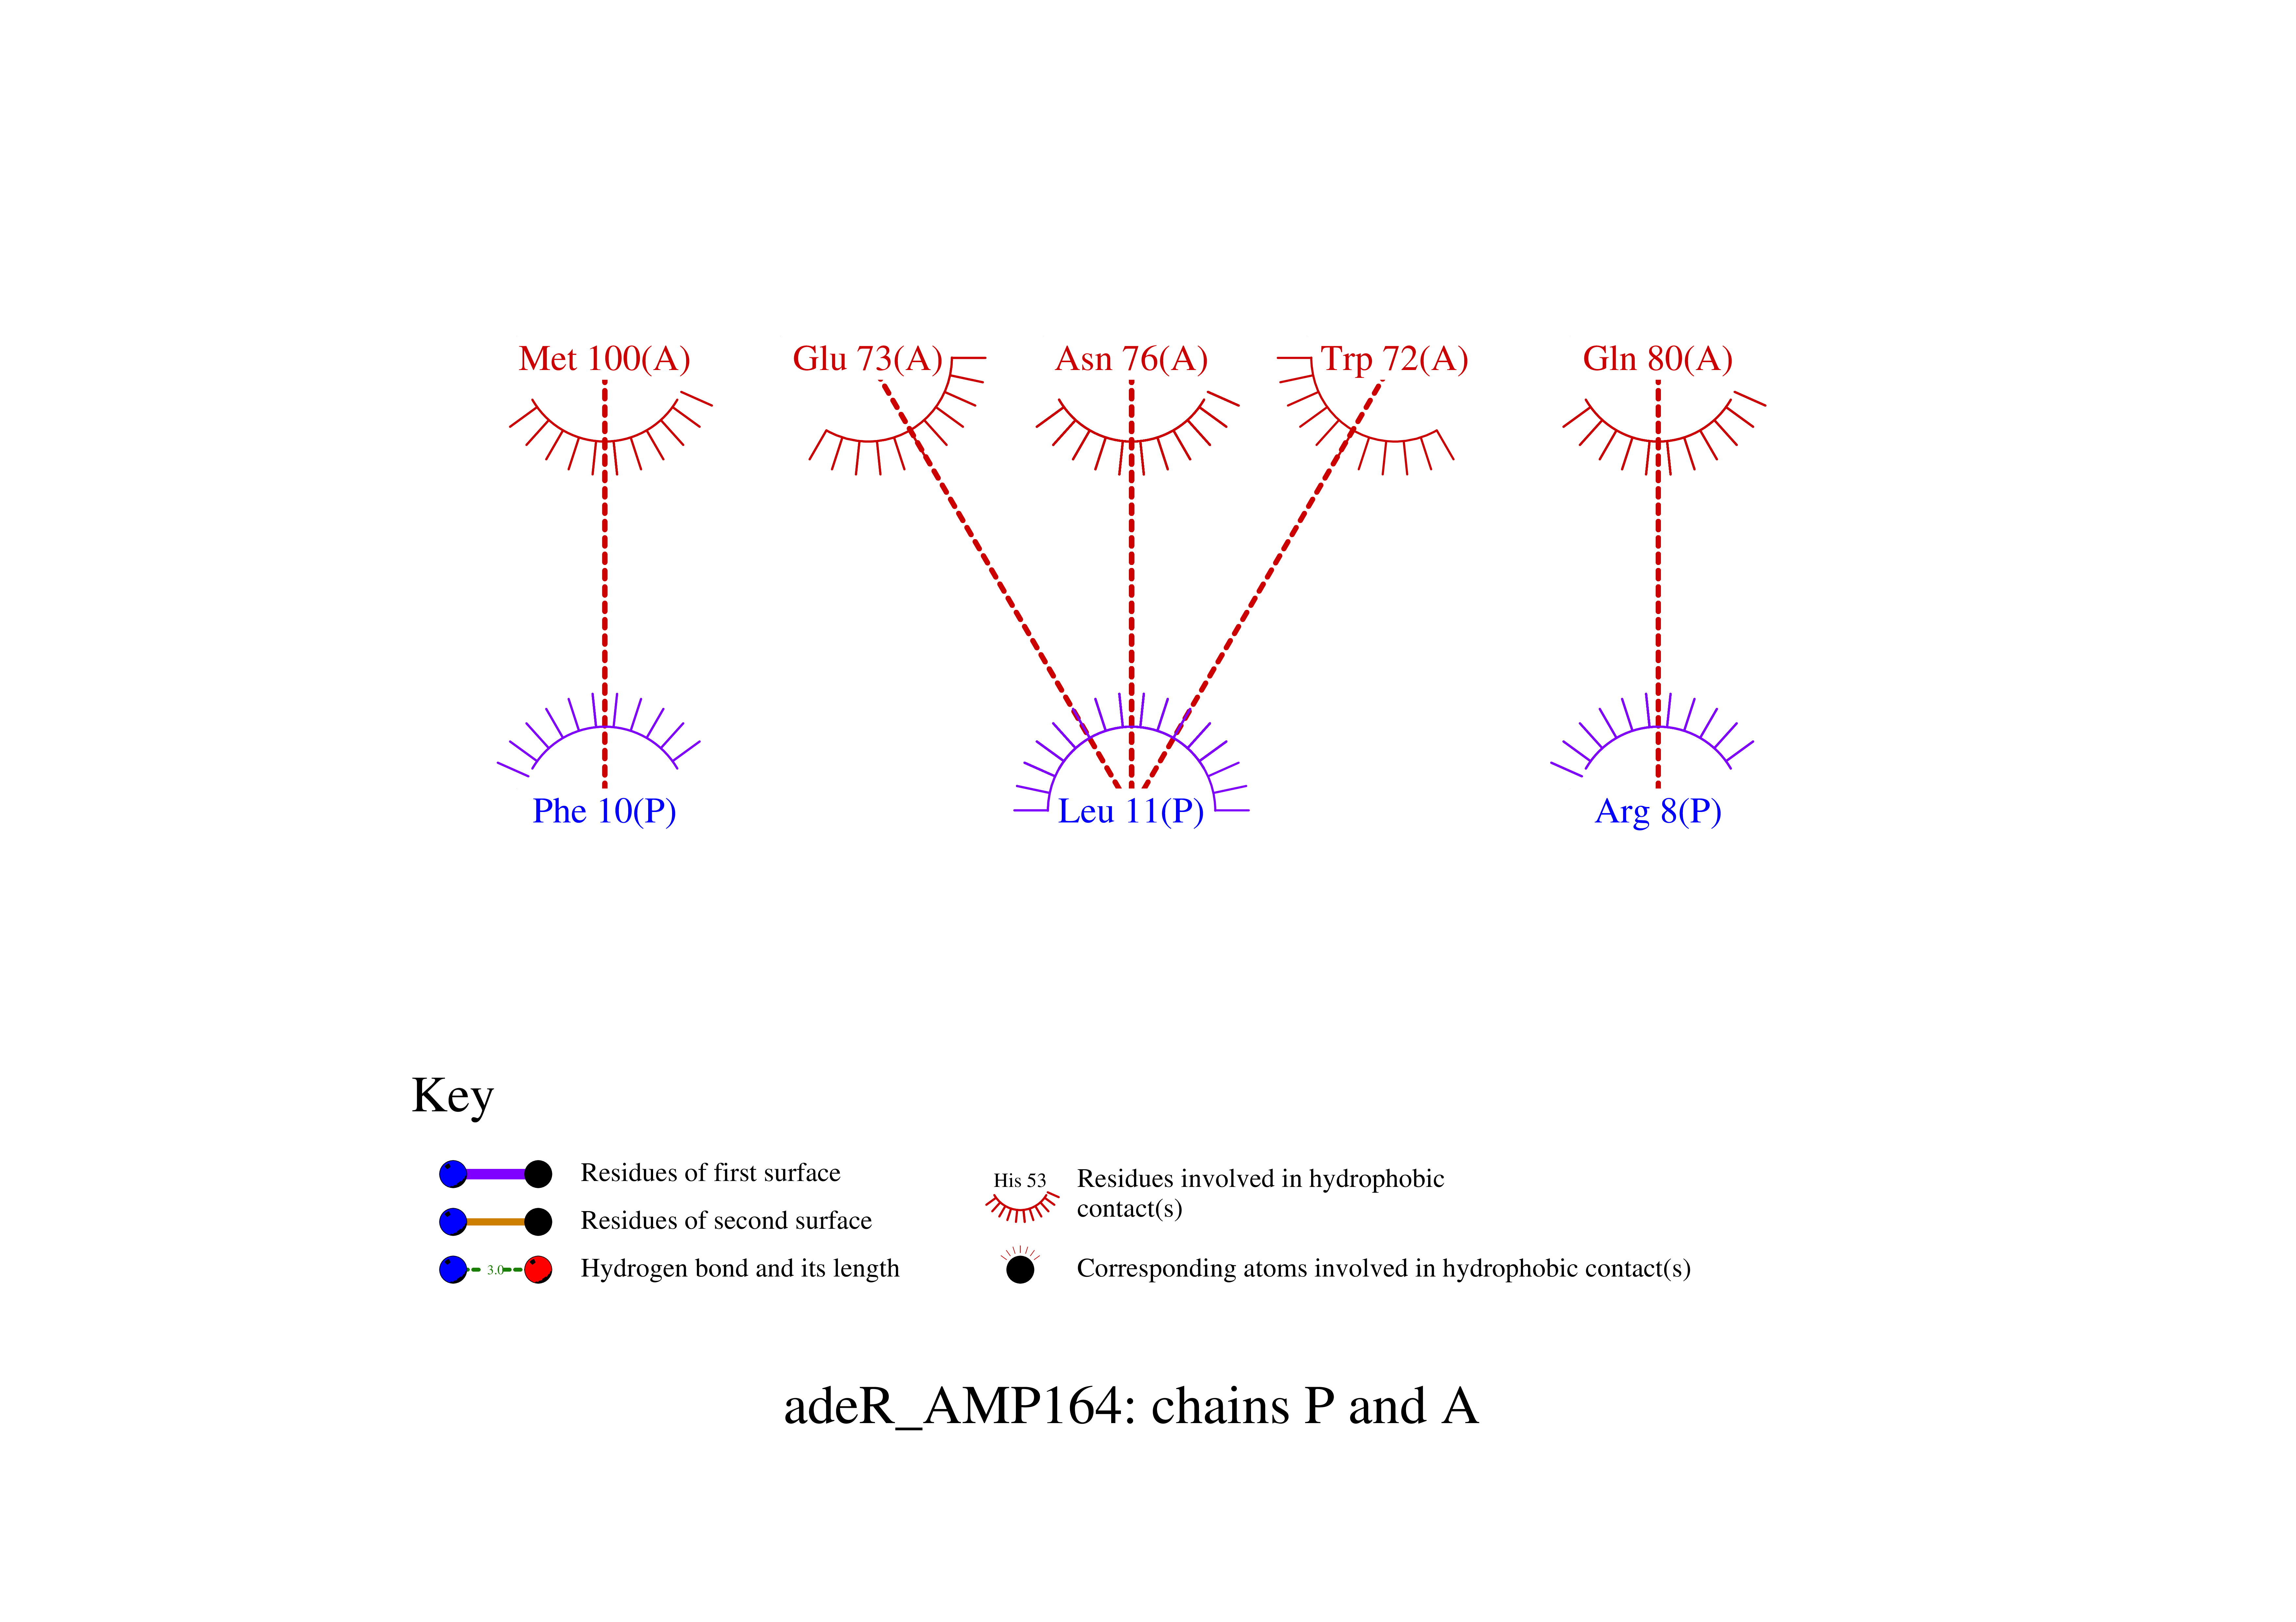 Met 100(A) Glu 73(A) Asn 76(A) Trp 72(A) Gln 80(A)
Phe 10(P) Leu 11(P) Arg 8(P)
Key
Residues of first surface
Residues of second surface
3.0 Hydrogen bond and its length
His 53 Residues involved in hydrophobic
contact(s)
Corresponding atoms involved in hydrophobic contact(s)
adeR_AMP164: chains P and A